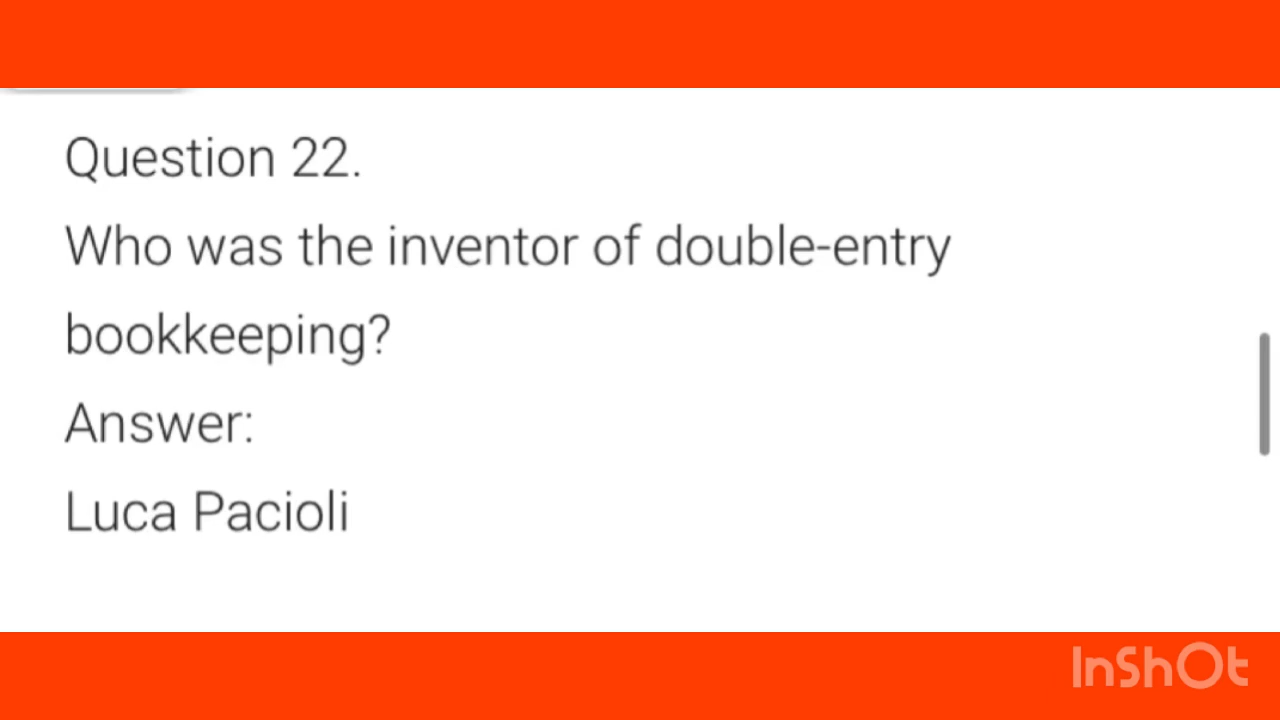 Question 22.
Who was the inventor of double-entry
bookkeeping?
Answer:
Luca Pacioli
InShOt